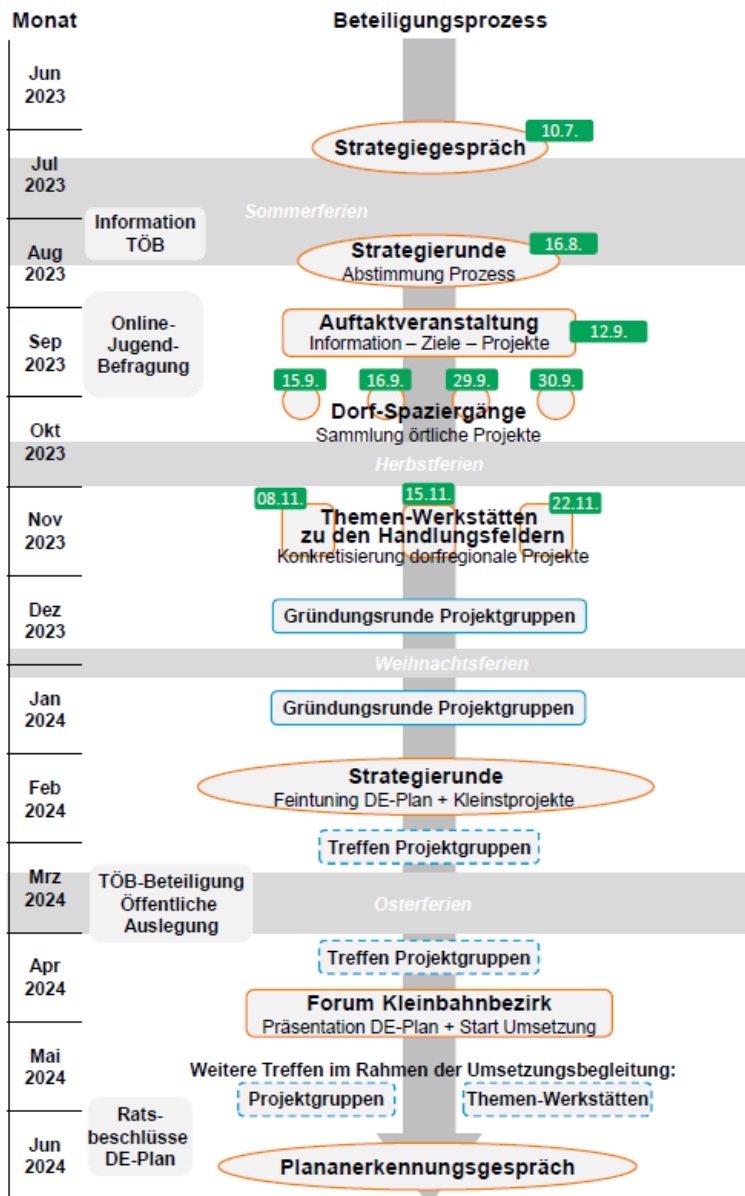 Monat
Beteiligungsprozess
Jun
2023
10.7.
Strategiegespräch
Jul
2023
Sommerferien
Information
TÖB
Aug
2023
16.8.
Strategierunde
Abstimmung Prozess
Online-
Jugend-
Befragung
Sep
2023
Auftaktveranstaltung
Information – Ziele – Projekte
12.9.
15.9.
16.9.
29.9.
30.9.
Dorf-Spaziergänge
Sammlung örtliche Projekte
Okt
2023
Herbstferien
08.11.
15.11.
22.11.
Nov
2023
Themen-Werkstätten
zu den Handlungsfeldern
Konkretisierung dorfregionale Projekte
Dez
2023
Gründungsrunde Projektgruppen
Weihnachtsferien
Jan
2024
Gründungsrunde Projektgruppen
Feb
2024
Strategierunde
Feintuning DE-Plan + Kleinstprojekte
Treffen Projektgruppen
Mrz
2024
TÖB-Beteiligung
Öffentliche
Auslegung
Osterferien
Apr
2024
Treffen Projektgruppen
Forum Kleinbahnbezirk
Präsentation DE-Plan + Start Umsetzung
Mai
2024
Weitere Treffen im Rahmen der Umsetzungsbegleitung:
Projektgruppen
Themen-Werkstätten
Rats-
beschlüsse
DE-Plan
Jun
2024
Plananerkennungsgespräch